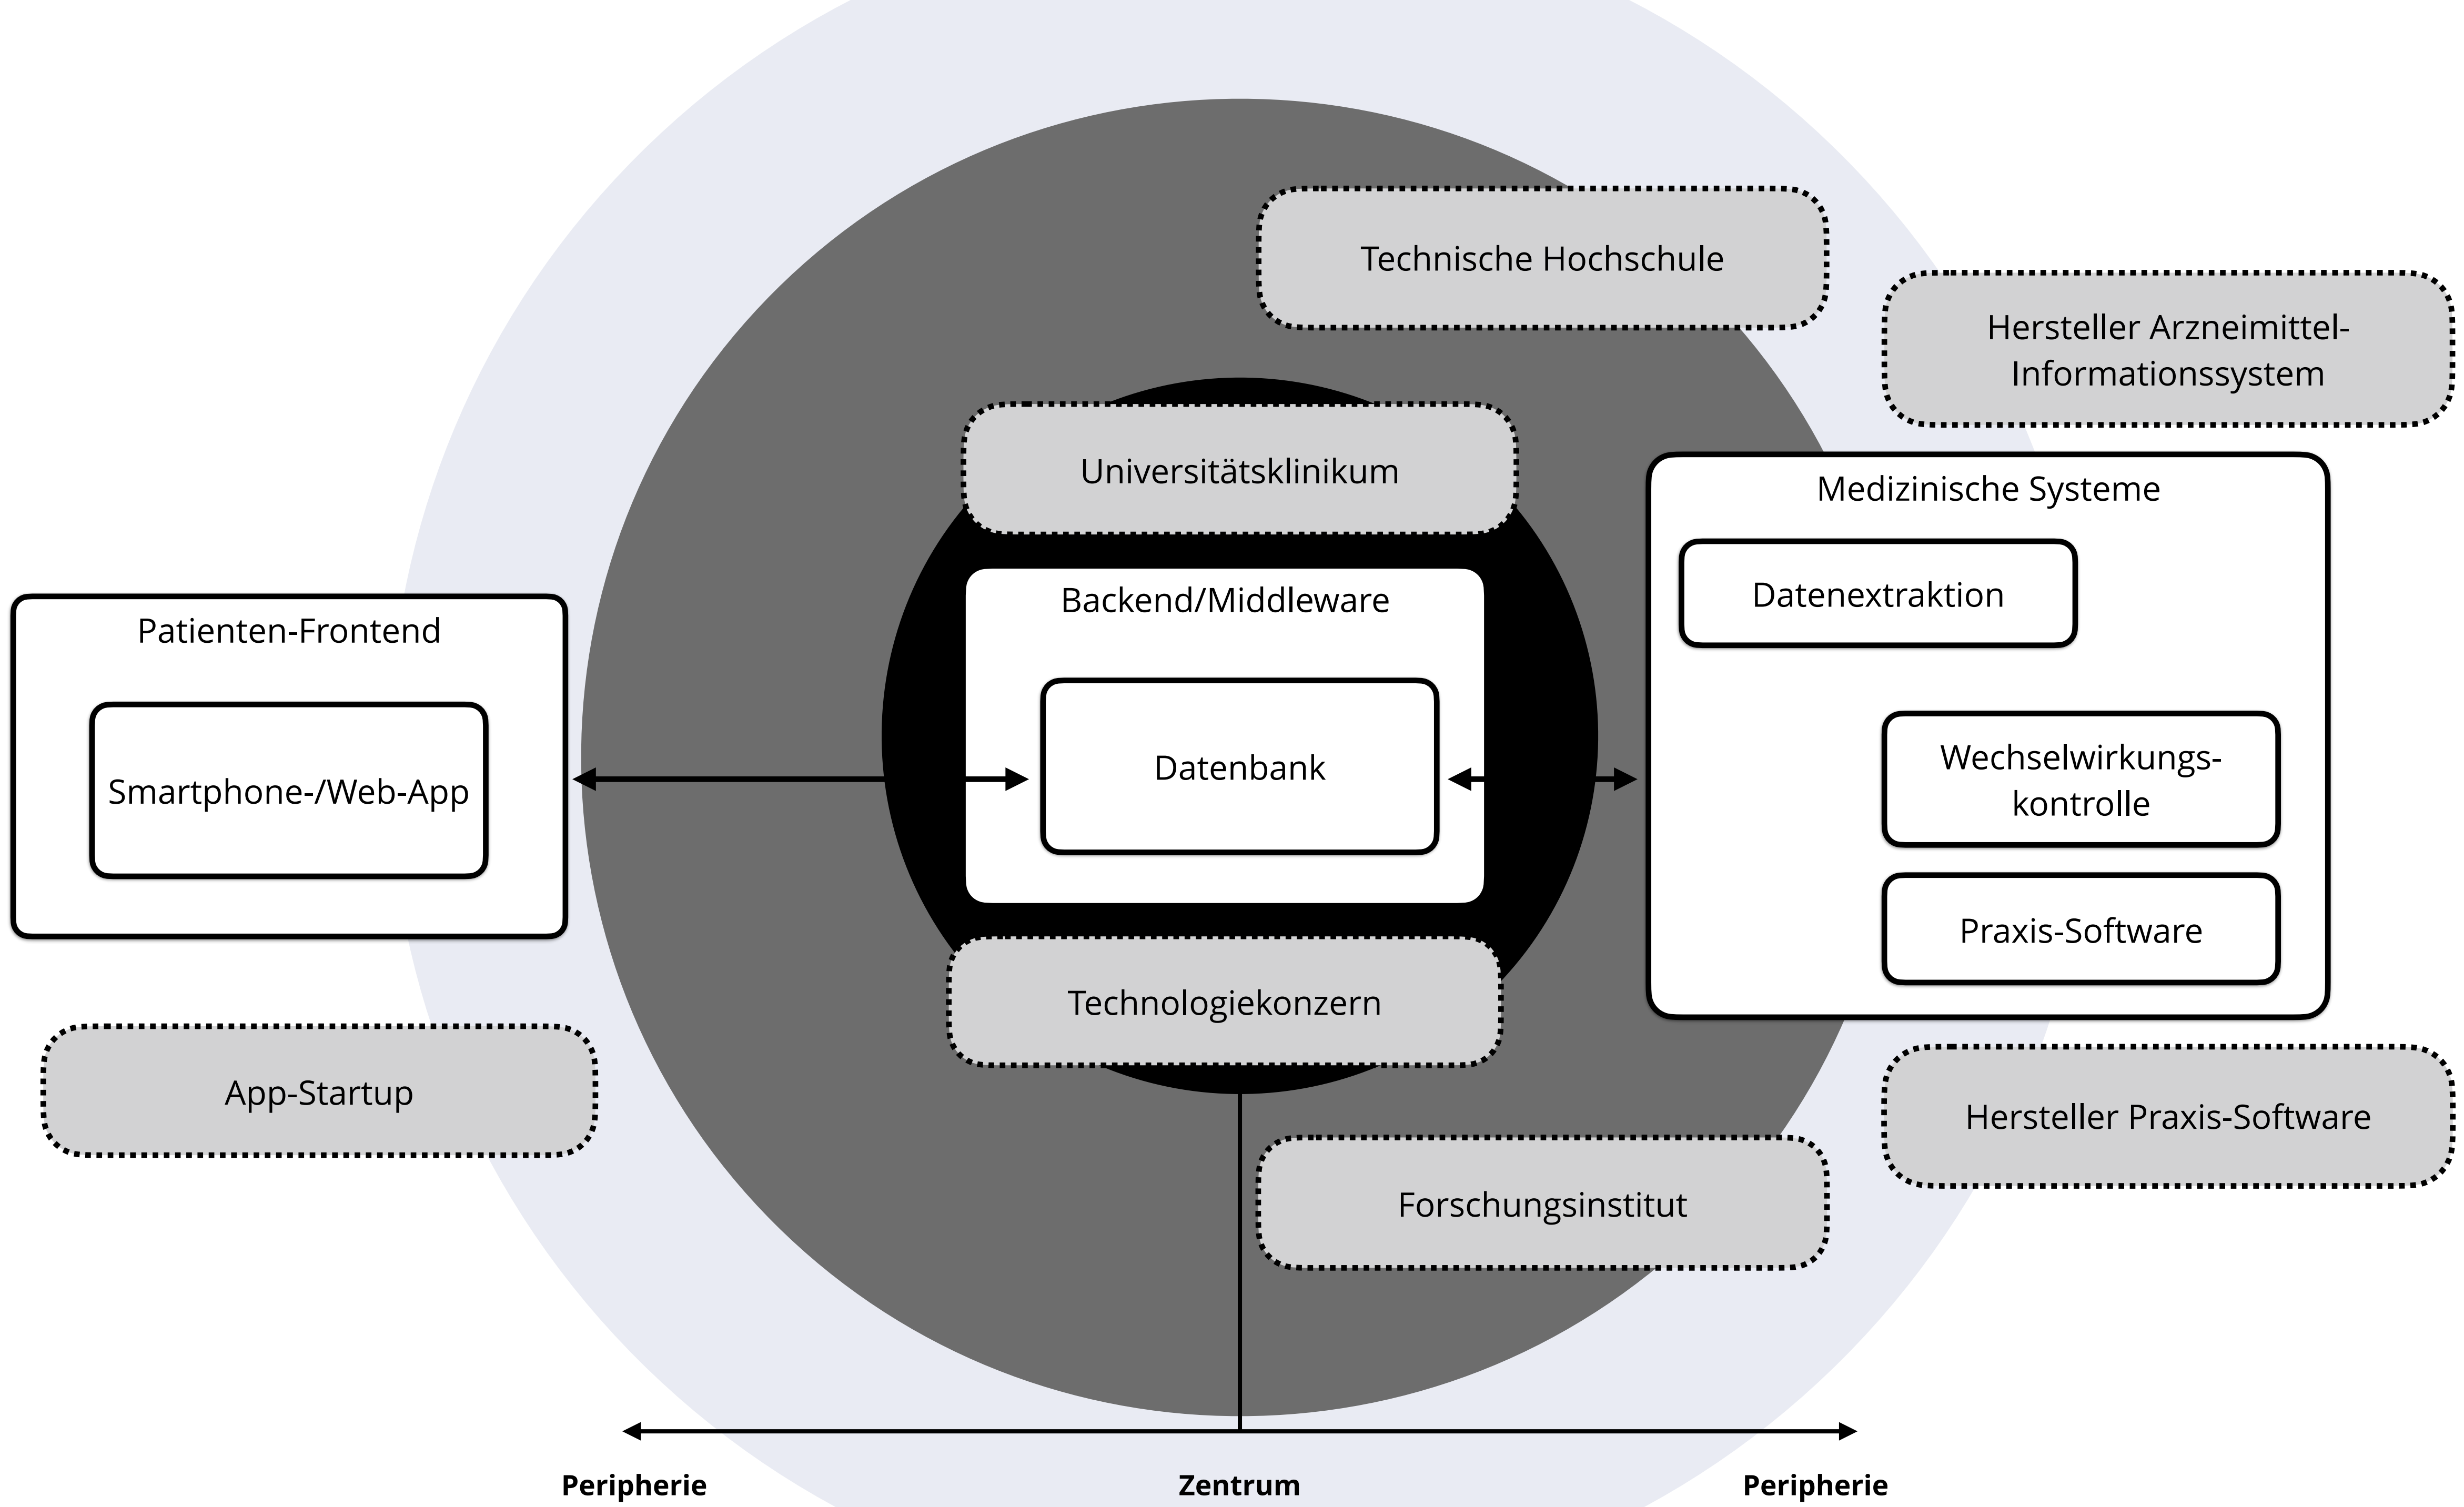 Technische Hochschule
Hersteller Arzneimittel-
Informationssystem
Universitätsklinikum
Medizinische Systeme
Datenextraktion
Backend/Middleware
Patienten-Frontend
Wechselwirkungs-
kontrolle
Datenbank
Smartphone-/Web-App
Praxis-Software
Technologiekonzern
App-Startup
Hersteller Praxis-Software
Forschungsinstitut
Peripherie
Zentrum
Peripherie